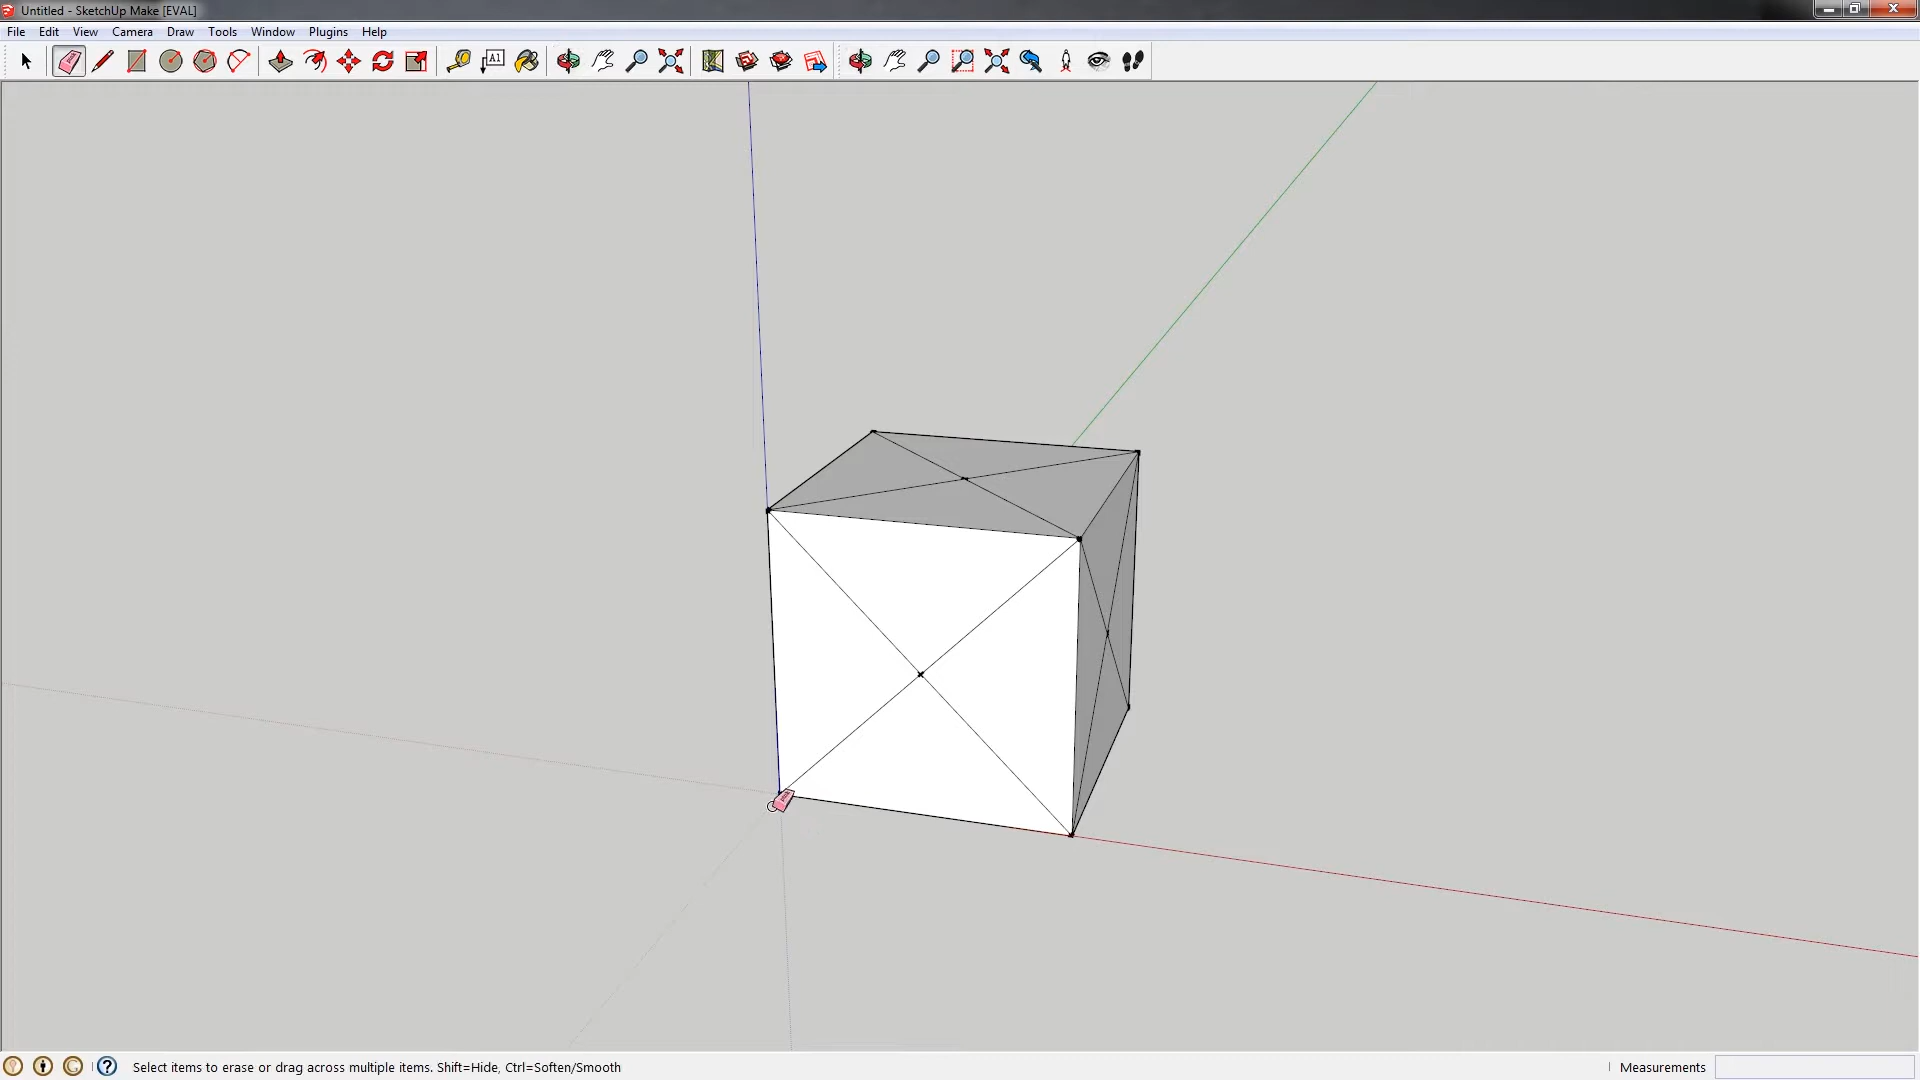 Untitled - SketchUp Make [EVAL]
File Edit View Camera Draw Tools Window Plugins Help
A1
Select items to erase or drag across multiple items. Shift=Hide, Ctrl=Soften/Smooth
Measurements